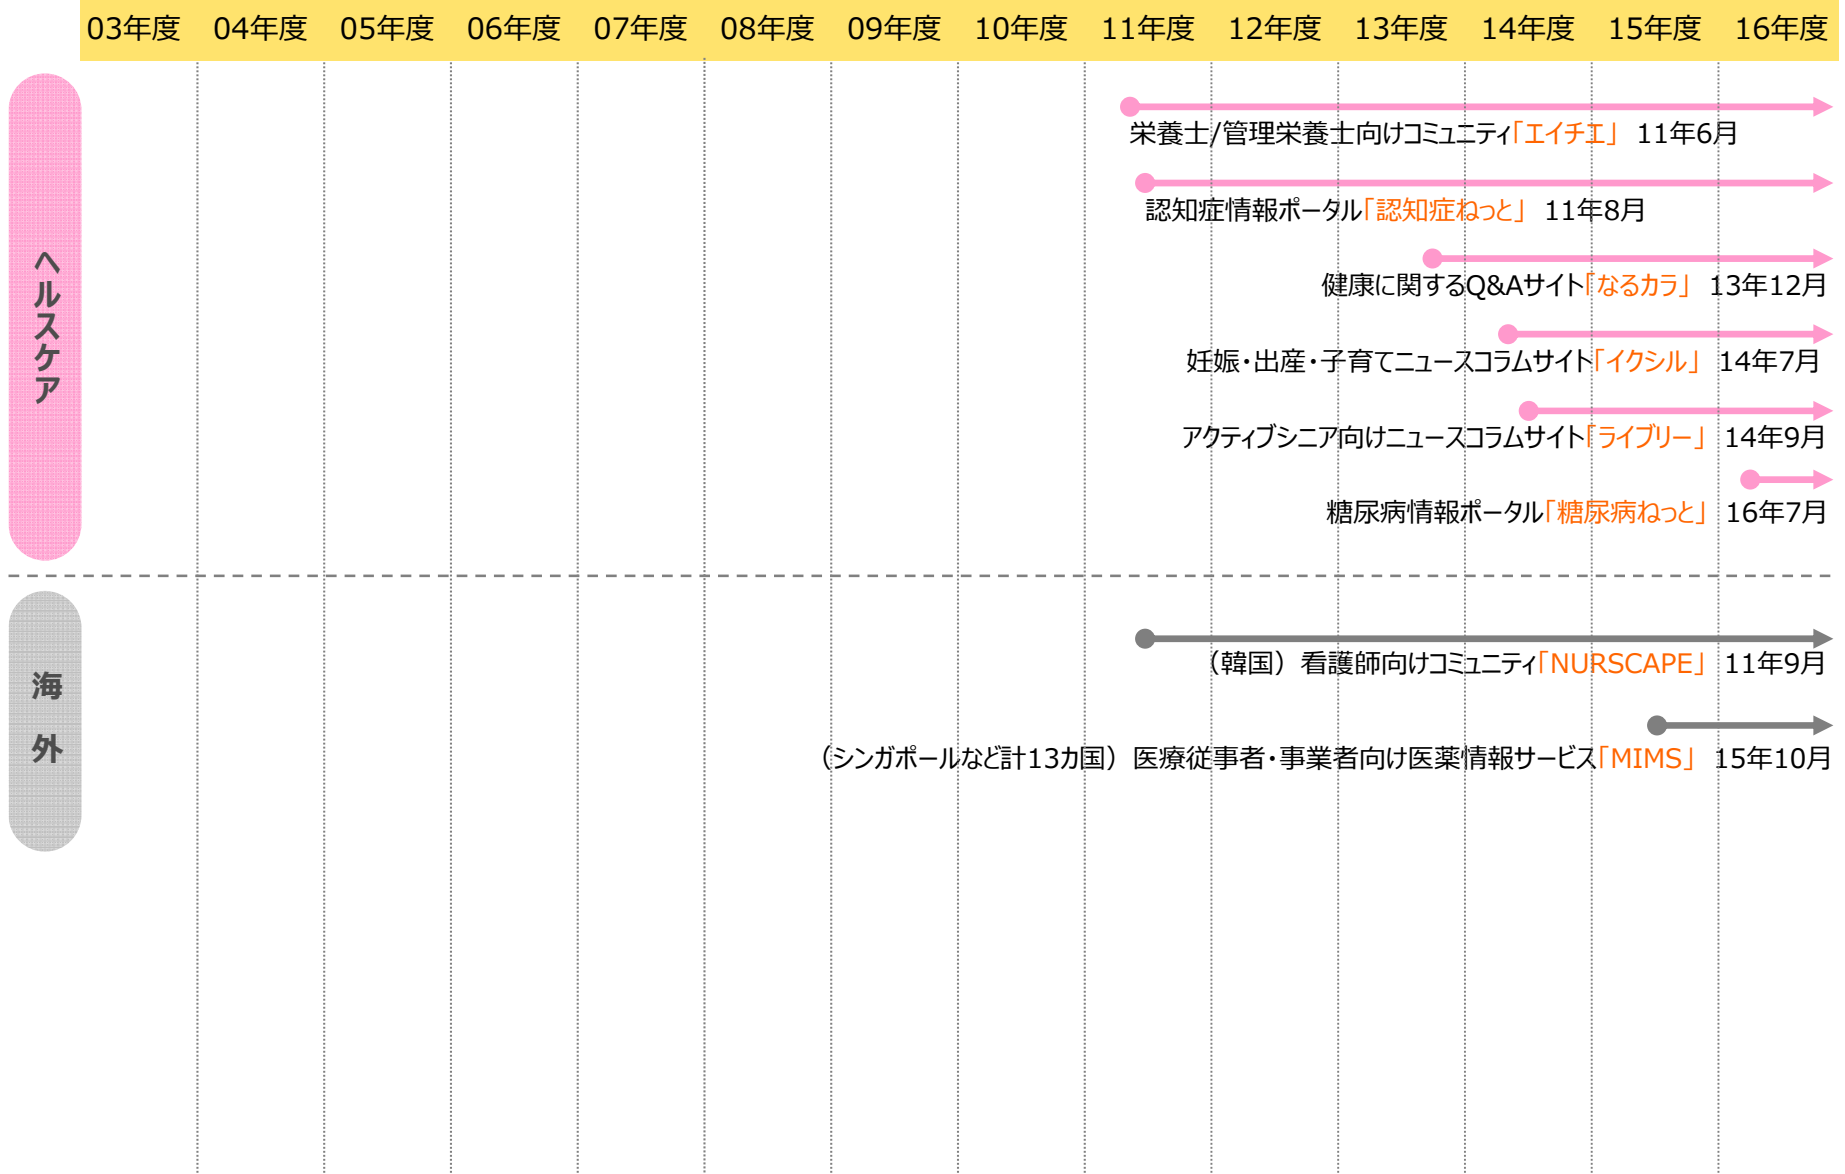 03年度 04年度 05年度 06年度 07年度 08年度 09年度 10年度 11年度 12年度 13年度 14年度 15年度 16年度
ヘルスケア
栄養士/管理栄養士向けコミュニティ「エイチエ」 11年6月
認知症情報ポータル「認知症ねっと」 11年8月
健康に関するQ&Aサイト「なるカラ」 13年12月
妊娠・出産・子育てニュースコラムサイト「イクシル」 14年7月
アクティブシニア向けニュースコラムサイト「ライブリー」 14年9月
糖尿病情報ポータル「糖尿病ねっと」 16年7月
海外
（韓国）看護師向けコミュニティ「NURSCAPE」 11年9月
（シンガポールなど計13カ国）医療従事者・事業者向け医薬情報サービス「MIMS」 15年10月